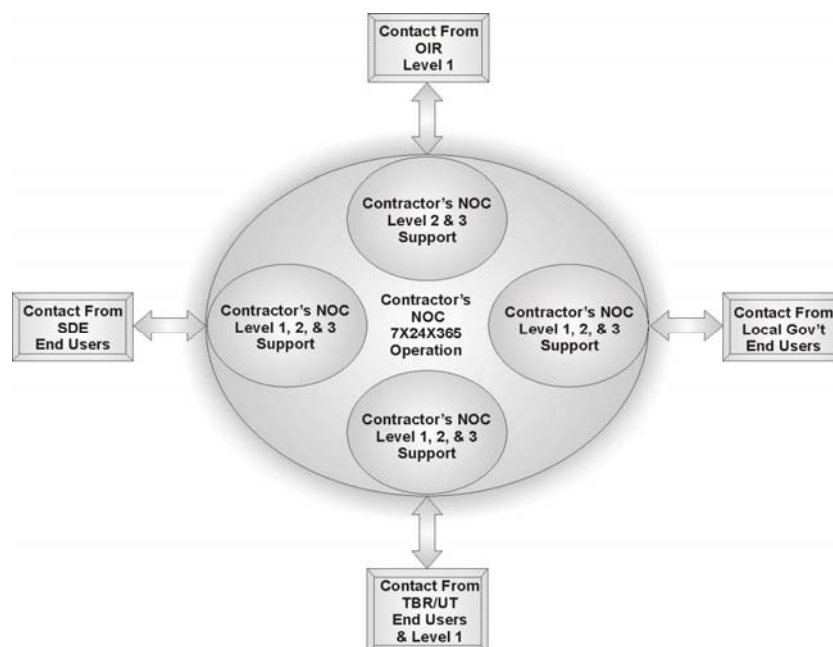 Contact From
OIR
Level 1
Contractor's NOC
Level 2 & 3
Support
Contact From
SDE
End Users
Contractor's NOC
Level 1, 2, & 3
Support
Contractor's
NOC
7X24X365
Operation
Contractor's NOC
Level 1, 2, & 3
Support
Contact From
Local Gov't
End Users
Contractor's NOC
Level 1, 2, & 3
Support
Contact From
TBR/UT
End Users
& Level 1